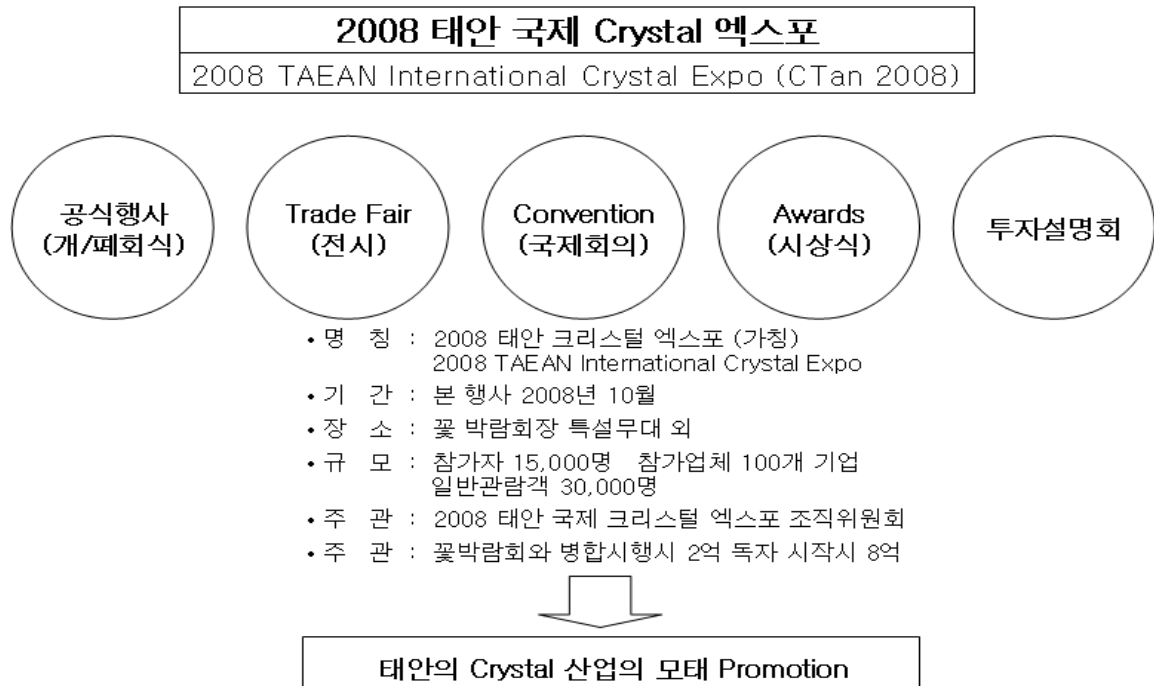 2008 태안 국제 Crystal 엑스포
2008 TAEAN International Crystal Expo (CTan 2008)
공식행사
(개/폐회식)
Trade Fair
(전시)
Convention
(국제회의)
Awards
(시상식)
투자설명회
• 명 칭 : 2008 태안 크리스털 엑스포 (가칭)
2008 TAEAN International Crystal Expo
• 기 간 : 본 행사 2008년 10월
• 장 소 : 꽃 박람회장 특설무대 외
• 규 모 : 참가자 15,000명 참가업체 100개 기업
일반관람객 30,000명
• 주 관 : 2008 태안 국제 크리스털 엑스포 조직위원회
• 주 관 : 꽃박람회와 병합시행시 2억 독자 시작시 8억
태안의 Crystal 산업의 모태 Promotion